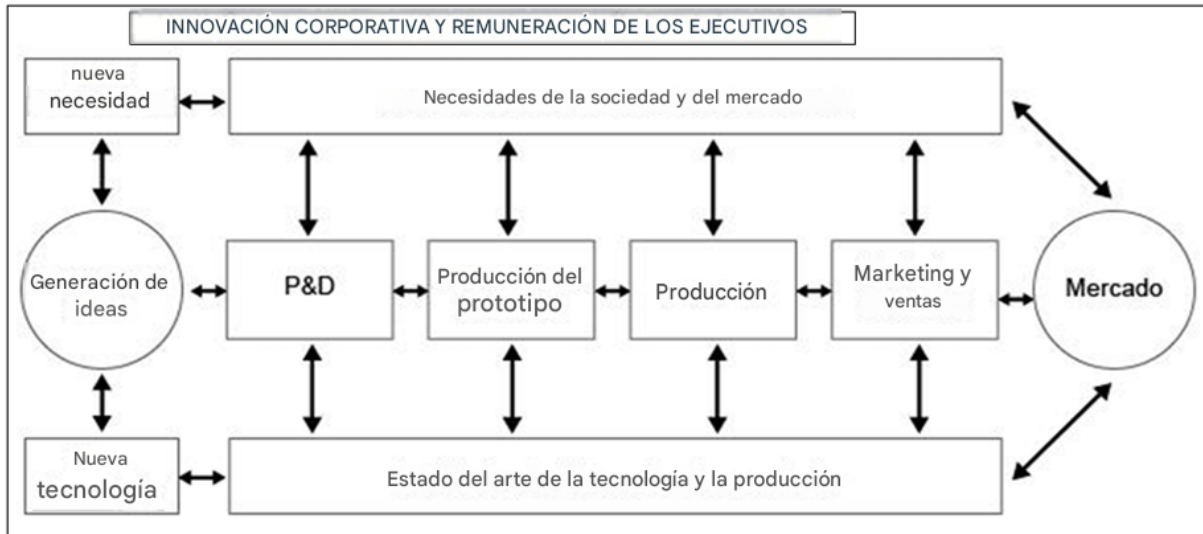 INNOVACIÓN CORPORATIVA Y REMUNERACIÓN DE LOS EJECUTIVOS
nueva
necesidad
Necesidades de la sociedad y del mercado
Generación de
ideas
P&D
Producción del
prototipo
Producción
Marketing y
ventas
Mercado
Nueva
tecnología
Estado del arte de la tecnología y la producción